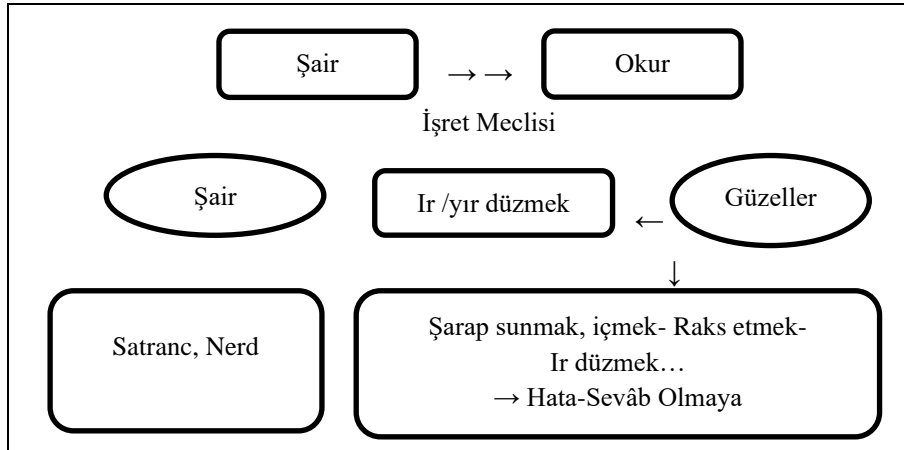 Şair → → Okur
İşret Meclisi
Şair Ir /yır düzmek ← Güzeller
↓
Satranc, Nerd
Şarap sunmak, içmek- Raks etmek-
Ir düzmek…
→ Hata-Sevâb Olmaya